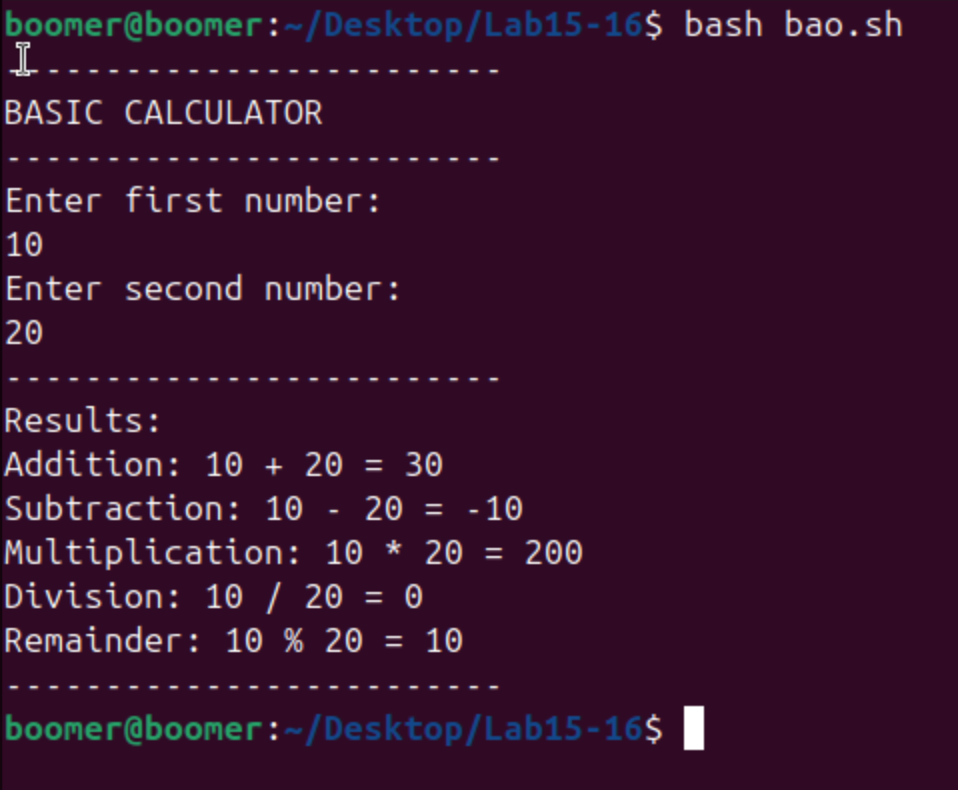 boomer@boomer:~/Desktop/Lab15-16$ bash bao.sh
-------------------------
BASIC CALCULATOR
-------------------------
Enter first number:
10
Enter second number:
20
-------------------------
Results:
Addition: 10 + 20 = 30
Subtraction: 10 - 20 = -10
Multiplication: 10 * 20 = 200
Division: 10 / 20 = 0
Remainder: 10 % 20 = 10
-------------------------
boomer@boomer:~/Desktop/Lab15-16$